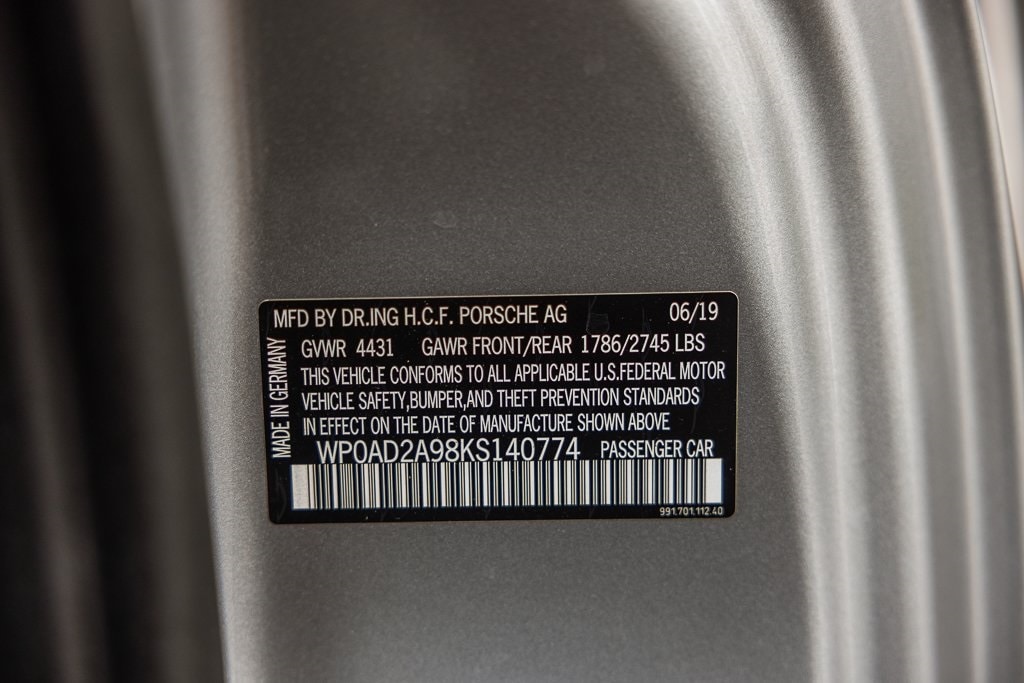 MFD BY DR.ING H.C.F. PORSCHE AG 06/19
MADE IN GERMANY
GVWR 4431 GAWR FRONT/REAR 1786/2745 LBS
THIS VEHICLE CONFORMS TO ALL APPLICABLE U.S.FEDERAL MOTOR
VEHICLE SAFETY,BUMPER,AND THEFT PREVENTION STANDARDS
IN EFFECT ON THE DATE OF MANUFACTURE SHOWN ABOVE
WP0AD2A98KS140774 PASSENGER CAR
991.701.112.40